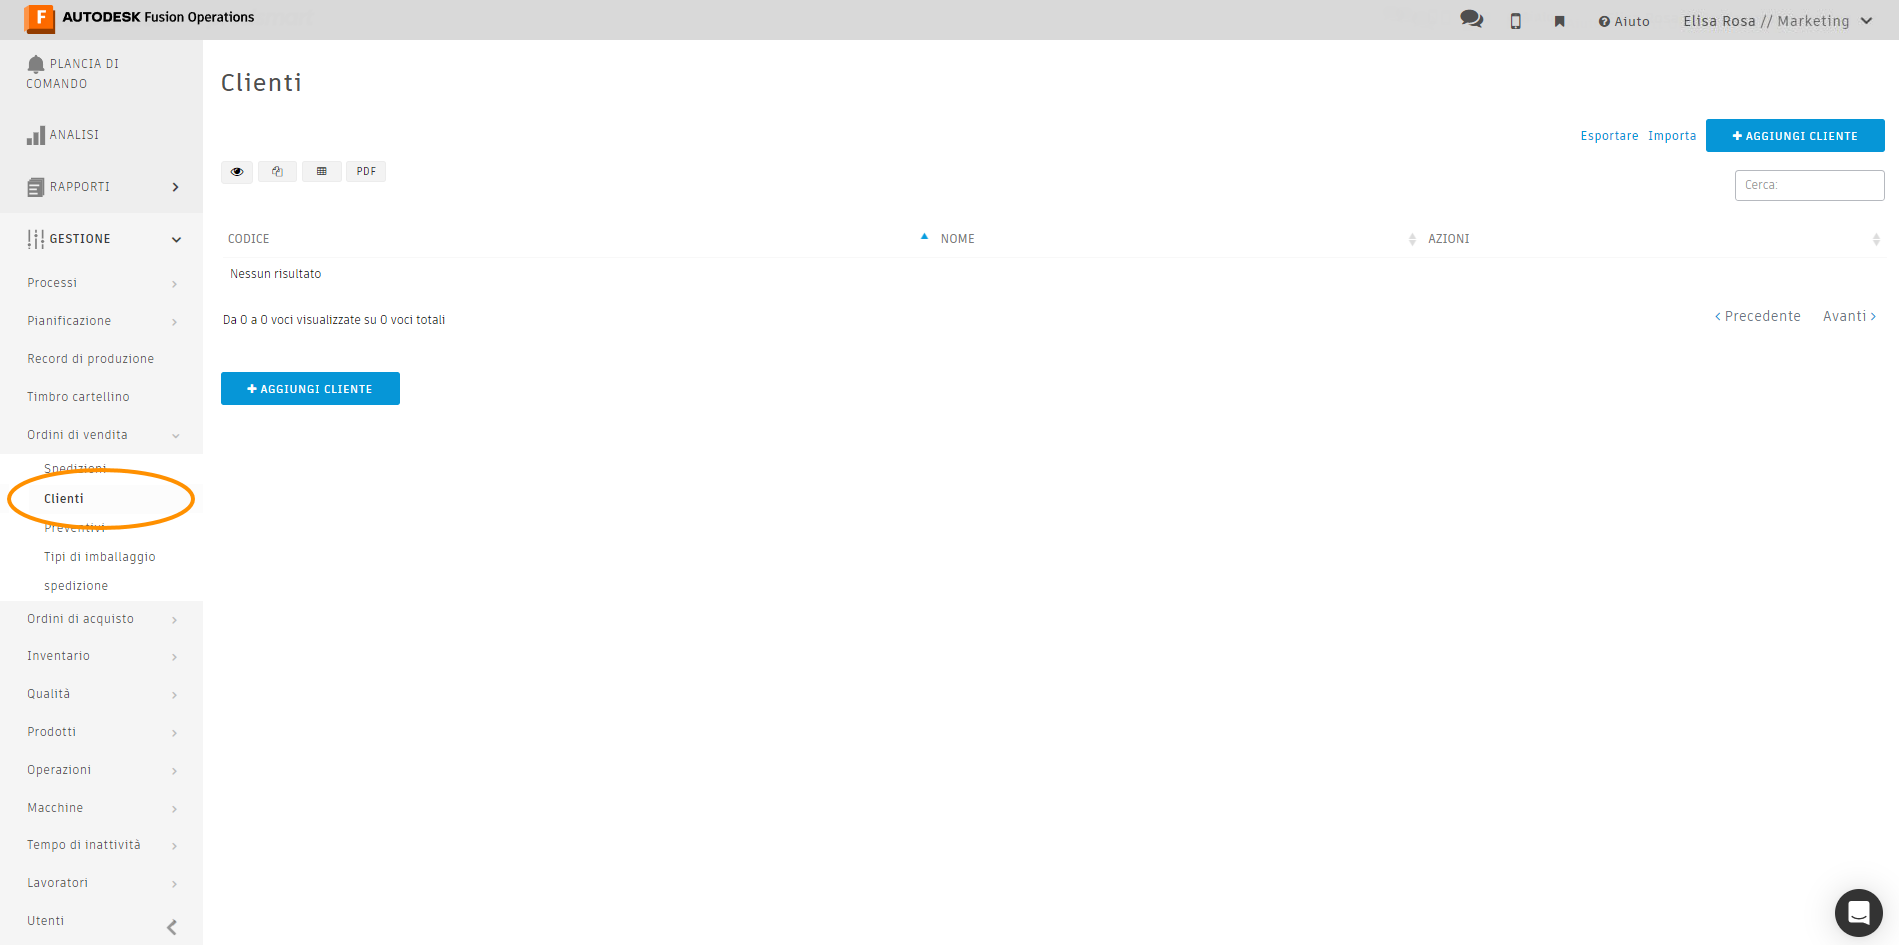 F AUTODESK Fusion Operations
Aiuto
Elisa Rosa // Marketing
PLANCIA DI
COMANDO
ANALISI
RAPPORTI
GESTIONE
Processi
Pianificazione
Record di produzione
Timbro cartellino
Ordini di vendita
Spedizioni
Clienti
Preventivi
Tipi di imballaggio
spedizione
Ordini di acquisto
Inventario
Qualità
Prodotti
Operazioni
Macchine
Tempo di inattività
Lavoratori
Utenti
Clienti
Esportare Importa + AGGIUNGI CLIENTE
PDF
Cerca:
CODICE NOME AZIONI
Nessun risultato
Da 0 a 0 voci visualizzate su 0 voci totali
‹ Precedente Avanti ›
+ AGGIUNGI CLIENTE